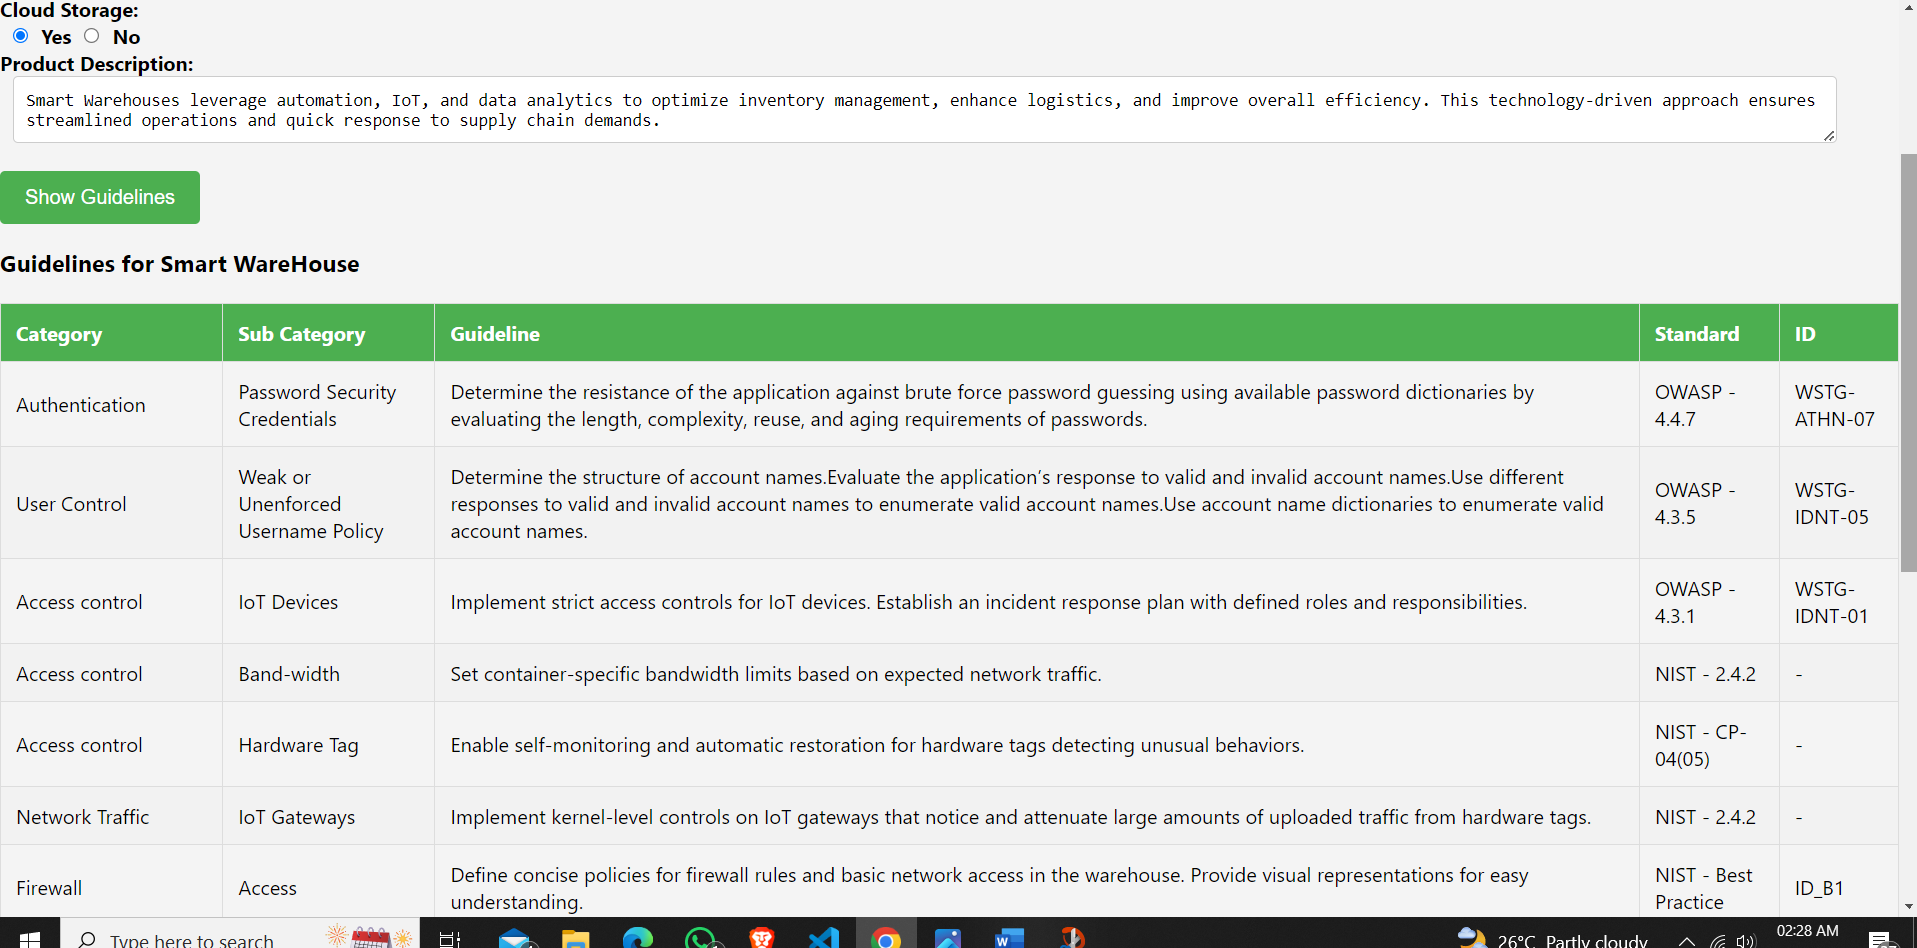 Cloud Storage:
Yes No
Product Description:
Smart Warehouses leverage automation, IoT, and data analytics to optimize inventory management, enhance logistics, and improve overall efficiency. This technology-driven approach ensures
streamlined operations and quick response to supply chain demands.
Show Guidelines
Guidelines for Smart WareHouse
Category Sub Category Guideline Standard ID
Authentication
Password Security
Credentials
Determine the resistance of the application against brute force password guessing using available password dictionaries by
evaluating the length, complexity, reuse, and aging requirements of passwords.
OWASP -
4.4.7
WSTG-
ATHN-07
User Control
Weak or
Unenforced
Username Policy
Determine the structure of account names.Evaluate the application's response to valid and invalid account names.Use different
responses to valid and invalid account names to enumerate valid account names.Use account name dictionaries to enumerate valid
account names.
OWASP -
4.3.5
WSTG-
IDNT-05
Access control
IoT Devices
Implement strict access controls for IoT devices. Establish an incident response plan with defined roles and responsibilities.
OWASP -
4.3.1
WSTG-
IDNT-01
Access control Band-width Set container-specific bandwidth limits based on expected network traffic. NIST - 2.4.2 -
Access control
Hardware Tag
Enable self-monitoring and automatic restoration for hardware tags detecting unusual behaviors.
NIST - CP-
04(05)
-
Network Traffic IoT Gateways Implement kernel-level controls on IoT gateways that notice and attenuate large amounts of uploaded traffic from hardware tags. NIST - 2.4.2 -
Firewall
Access
Define concise policies for firewall rules and basic network access in the warehouse. Provide visual representations for easy
understanding.
NIST - Best
Practice
ID_B1
Type here to search
26°C Partly cloudy
02:28 AM